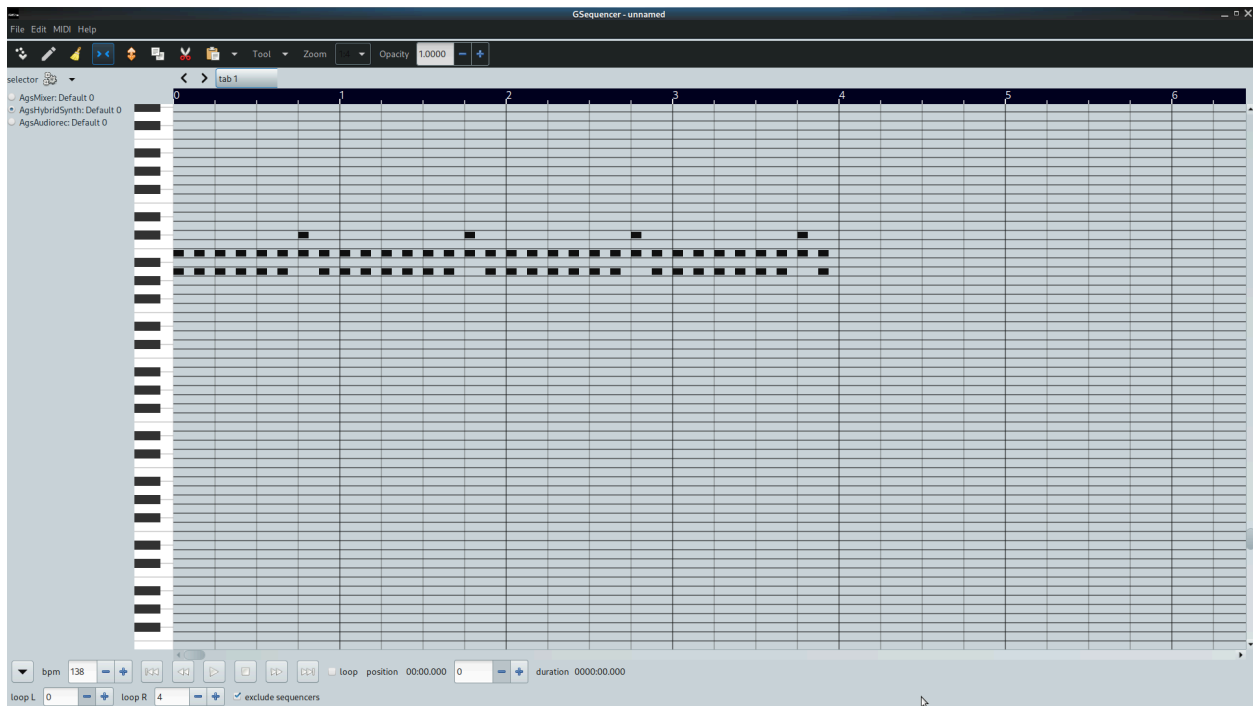 GSequencer - unnamed
File Edit MIDI Help
Tool Zoom Opacity 1.0000
selector tab 1
0 1 2 3 4 5 6
AgsMixer: Default 0
AgsHybridSynth: Default 0
AgsAudiorec: Default 0
bpm 138 loop position 00:00.000 0 duration 0000:00.000
loop L 0 loop R 4 exclude sequencers